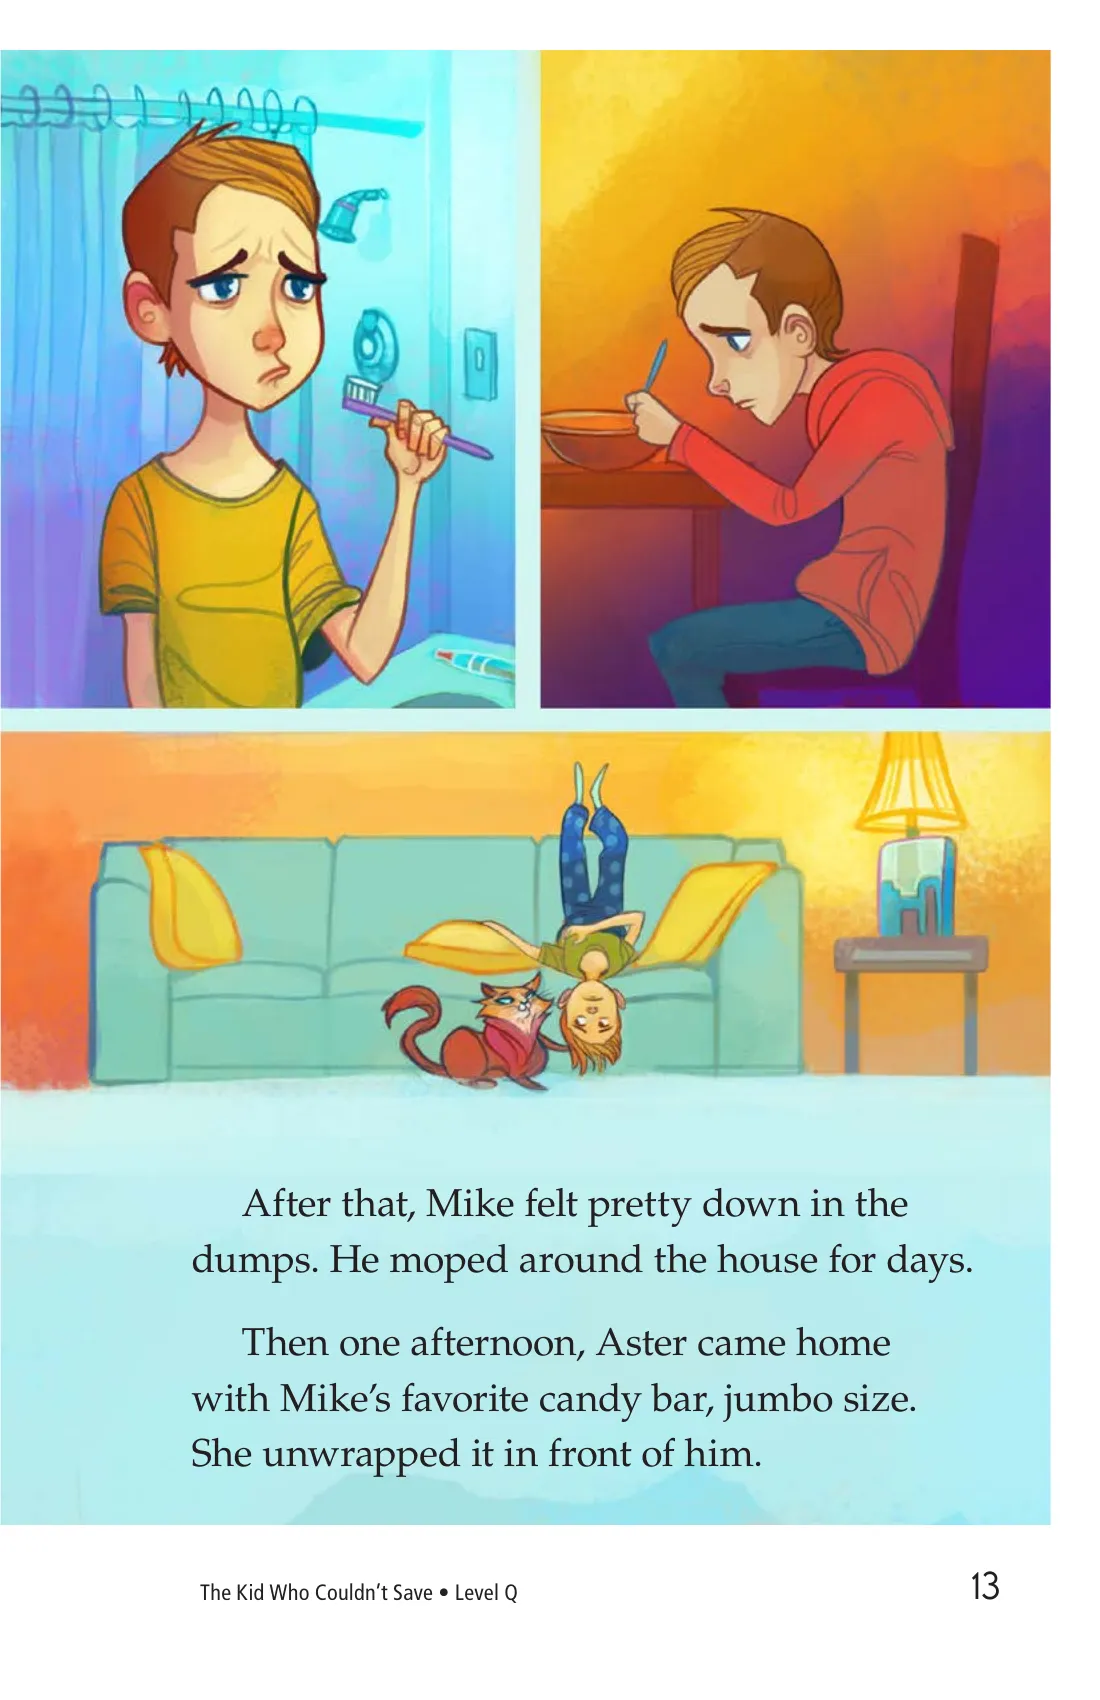 After that, Mike felt pretty down in the
dumps. He moped around the house for days.
Then one afternoon, Aster came home
with Mike’s favorite candy bar, jumbo size.
She unwrapped it in front of him.
The Kid Who Couldn’t Save • Level Q
13